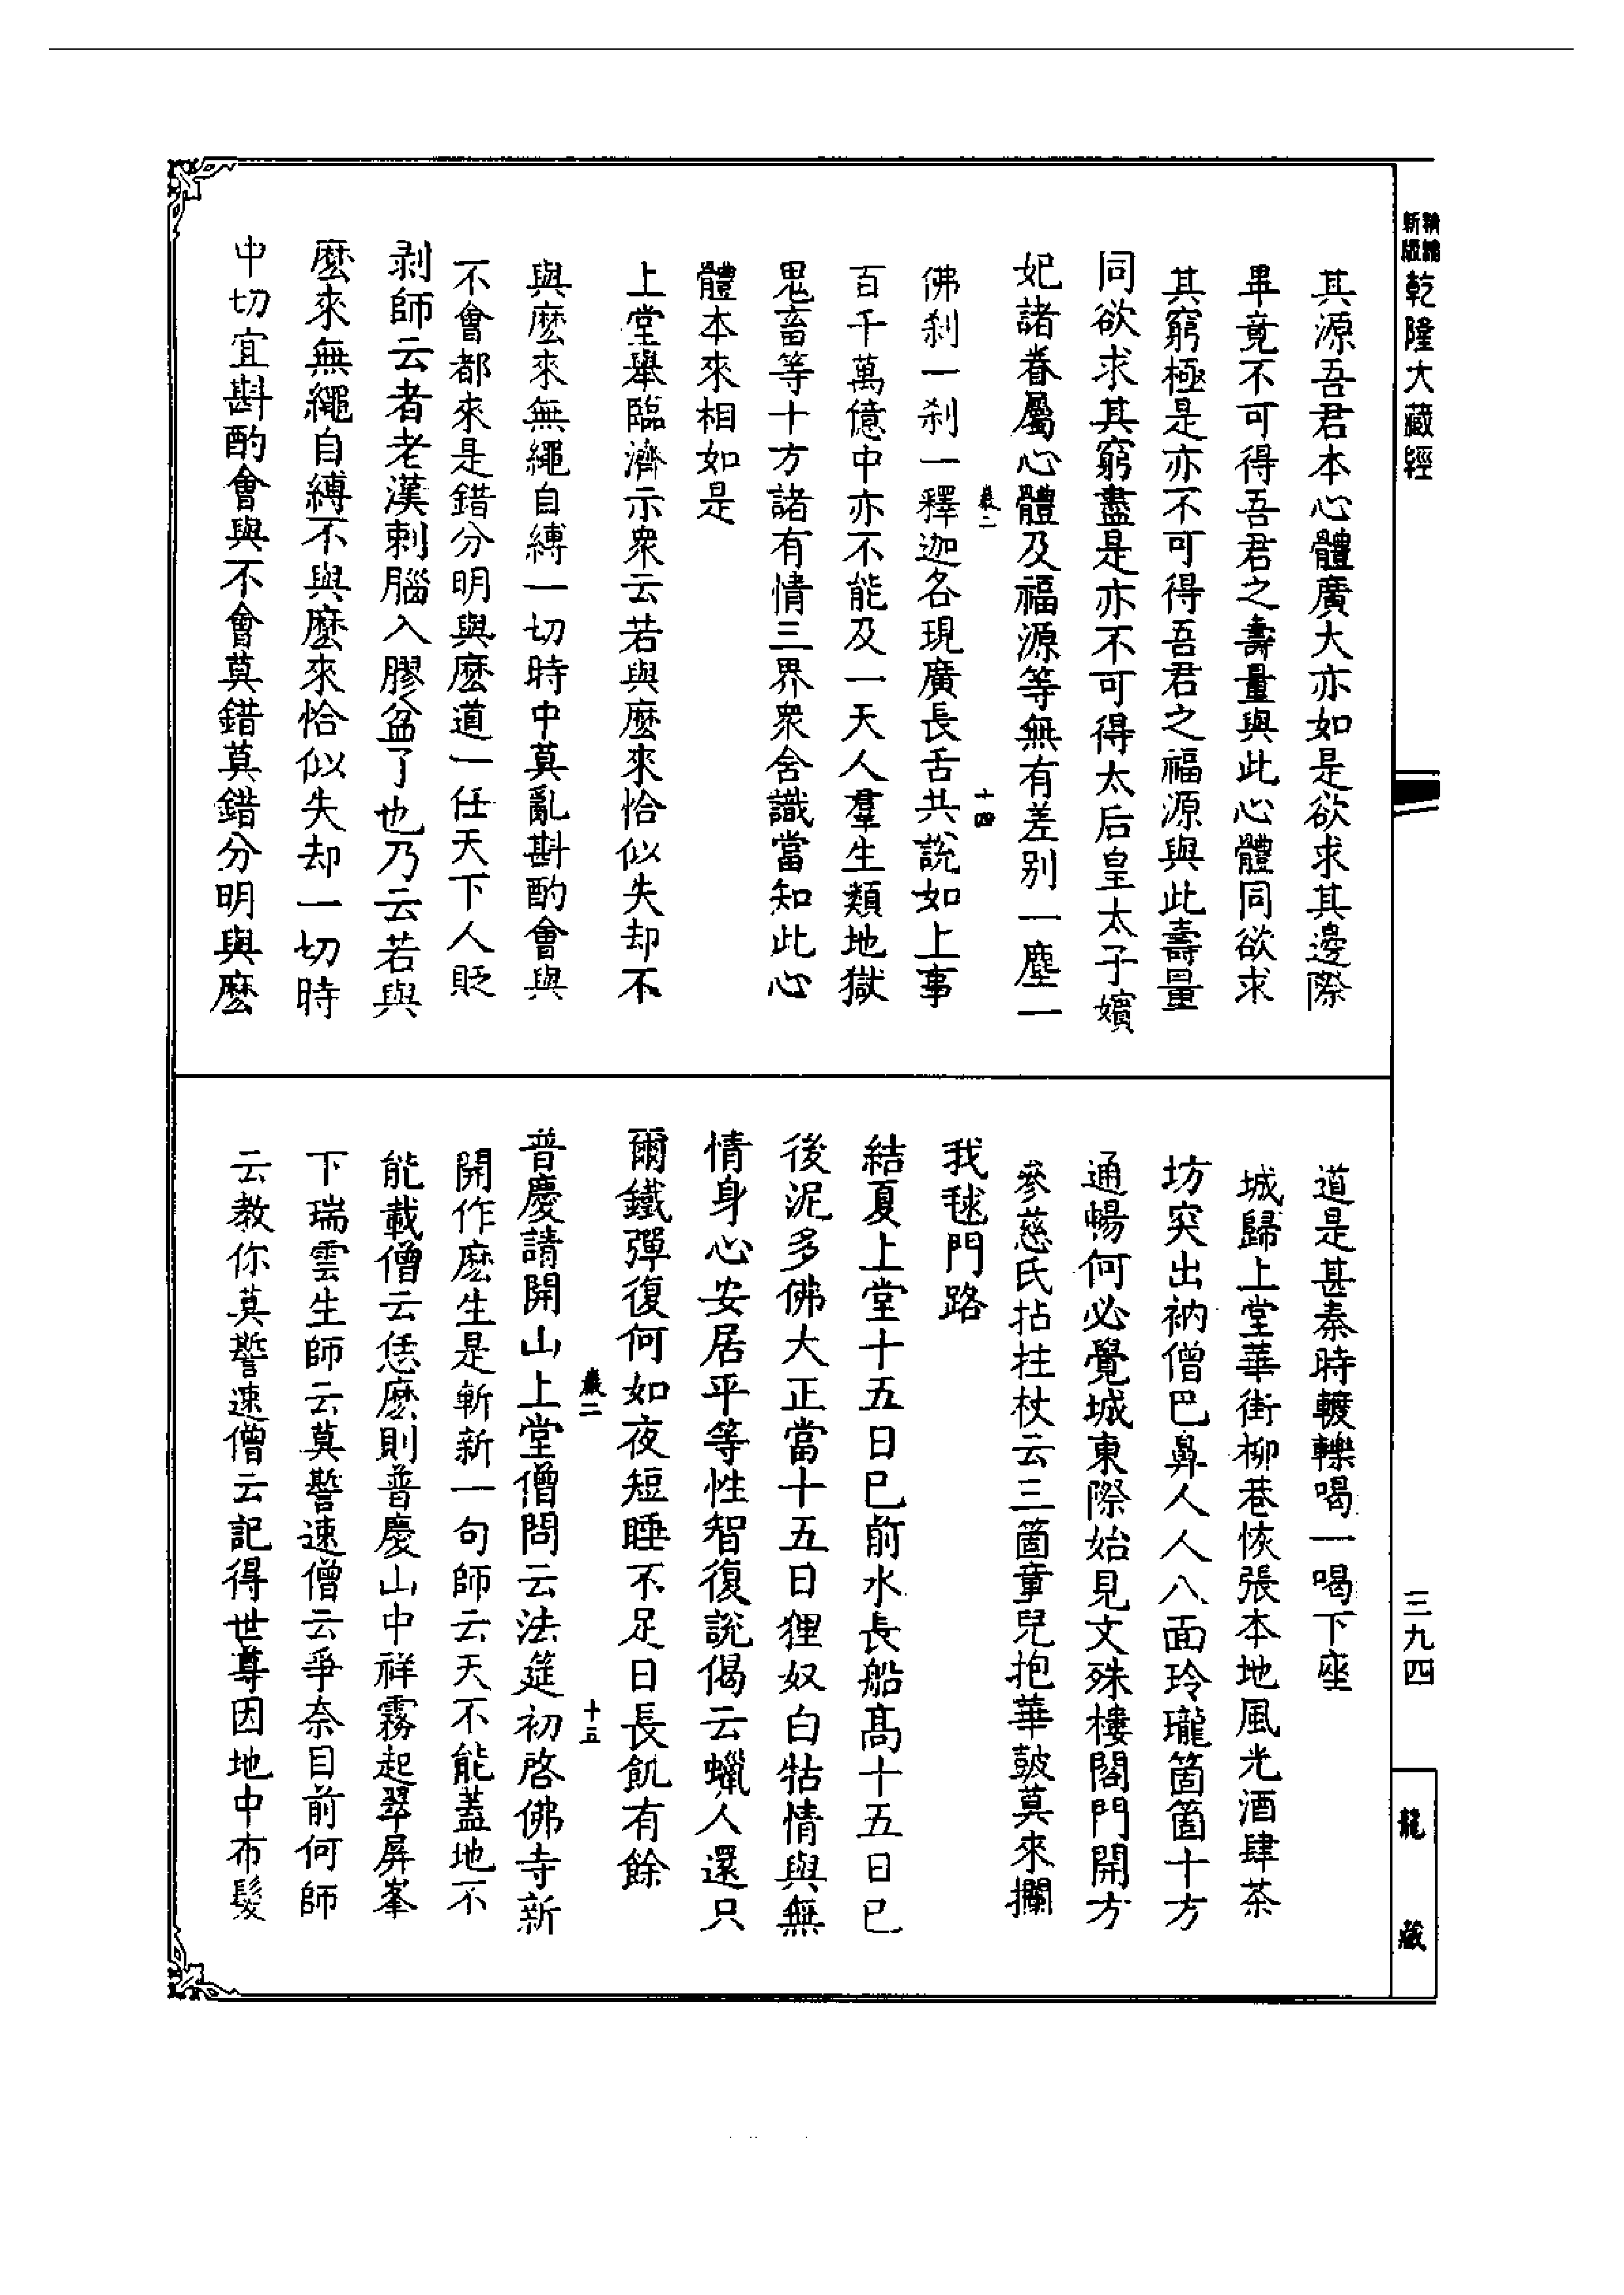 精編
新版
乾隆大藏經
三九四
龍藏
其源吾君本心體廣大亦如是欲求其邊際
畢竟不可得吾君之壽量與此心體同欲求
其窮極是亦不可得吾君之福源與此壽量
同欲求其窮盡是亦不可得太后皇太子嬪
妃諸眷屬心體及福源等無有差別一塵一
佛剎一剎一釋迦各現廣長舌共說如上事
百千萬億中亦不能及一天人羣生類地獄
鬼畜等十方諸有情三界衆含識當知此心
體本來相如是
上堂舉臨濟示衆云若與麽來恰似失却不
與麽來無繩自縛一切時中莫亂斟酌會與
不會都來是錯分明與麽道一任天下人貶
剥師云者老漢刺腦入膠盆了也乃云若與
麽來無繩自縛不與麽來恰似失却一切時
中切宜斟酌會與不會莫錯莫錯分明與麽
十四
道是甚秦時𨍏轢喝一喝下座
城歸上堂華街柳巷恢張本地風光酒肆茶
坊突出衲僧巴鼻人人八面玲瓏箇箇十方
通暢何必覺城東際始見文殊樓閣門開方
參慈氏拈拄杖云三箇童兒抱華鼓莫來攔
我毬門路
結夏上堂十五日已前水長船高十五日已
後泥多佛大正當十五日狸奴白牯情與無
情身心安居平等性智復說偈云蠟人還只
爾鐵彈復何如夜短睡不足日長飢有餘
普慶請開山上堂僧問云法筵初啓佛寺新
開作麽生是斬新一句師云天不能蓋地不
能載僧云恁麽則普慶山中祥霧起翠屏峯
下瑞雲生師云莫𧬊速僧云爭奈目前何師
云教你莫𧬊速僧云記得世尊因地中布髮
十五